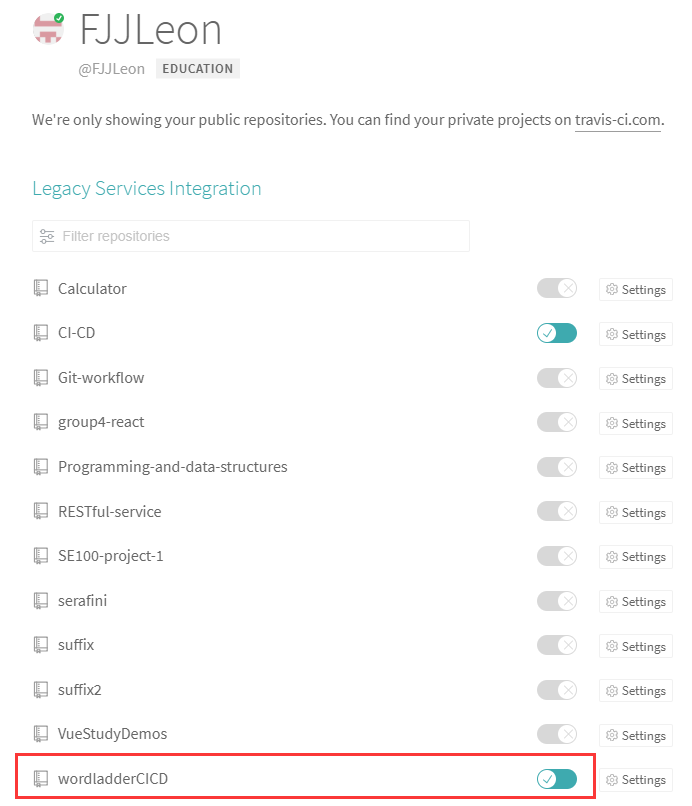 FJJLeon
@FJJLeon EDUCATION
We're only showing your public repositories. You can find your private projects on travis-ci.com.
Legacy Services Integration
Filter repositories
Calculator Settings
CI-CD Settings
Git-workflow Settings
group4-react Settings
Programming-and-data-structures Settings
RESTful-service Settings
SE100-project-1 Settings
serafini Settings
suffix Settings
suffix2 Settings
VueStudyDemos Settings
wordladderCICD Settings